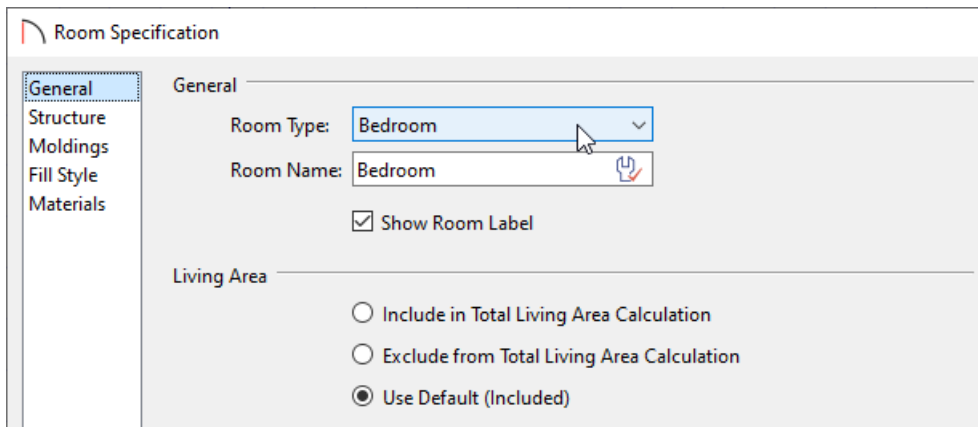 Room Specification
General
Structure
Moldings
Fill Style
Materials
General
Room Type: Bedroom
Room Name: Bedroom
Show Room Label
Living Area
Include in Total Living Area Calculation
Exclude from Total Living Area Calculation
Use Default (Included)